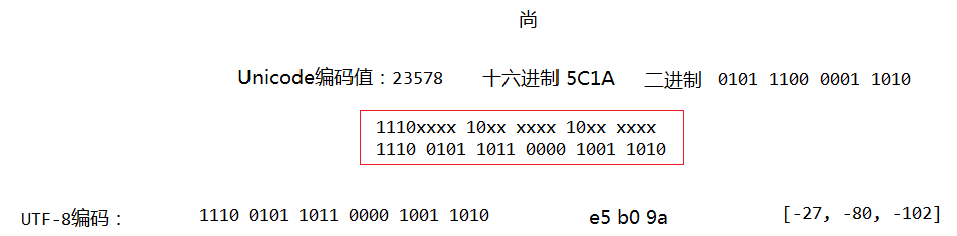 尚
Unicode编码值：23578 十六进制 5C1A 二进制 0101 1100 0001 1010
1110xxxx 10xx xxxx 10xx xxxx
1110 0101 1011 0000 1001 1010
UTF-8编码： 1110 0101 1011 0000 1001 1010 e5 b0 9a [-27, -80, -102]